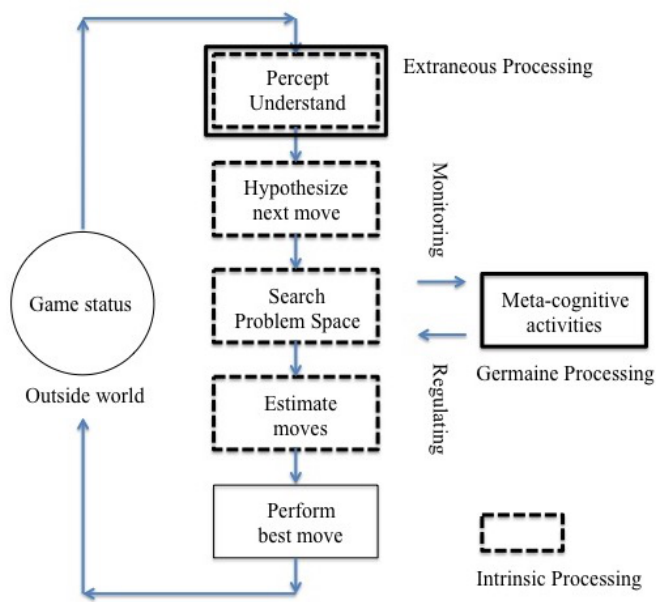 Percept
Understand
Extraneous Processing
Hypothesize
next move
Monitoring
Game status
Outside world
Search
Problem Space
Meta-cognitive
activities
Germaine Processing
Regulating
Estimate
moves
Perform
best move
Intrinsic Processing